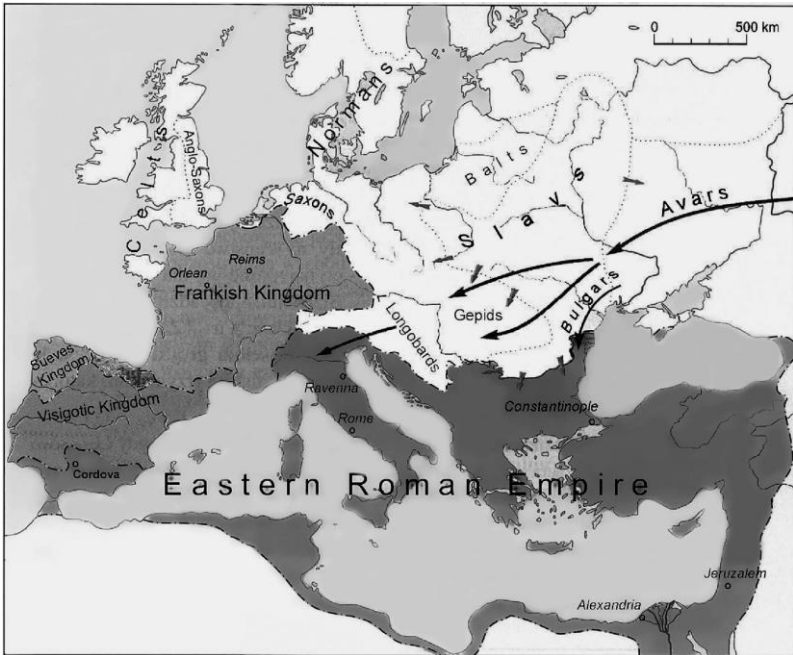 0 500 km
Normans
Celts
Anglo-Saxons
Balts
Saxons
Slavs
Avars
Reims
Orlean
Frankish Kingdom
Longobards
Gepids
Bulgars
Sueves
Kingdom
Visigotic Kingdom
Ravenna
Rome
Constantinople
Cordova
Eastern Roman Empire
Jeruzalem
Alexandria